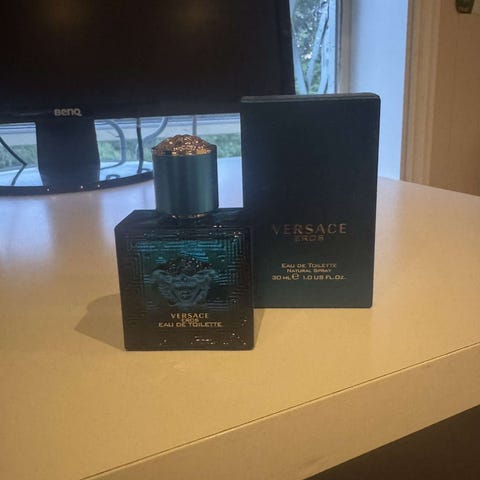 BenQ
VERSACE
EROS
EAU DE TOILETTE
NATURAL SPRAY
30 ML e 1.0 US FL.OZ.
VERSACE
EROS
EAU DE TOILETTE